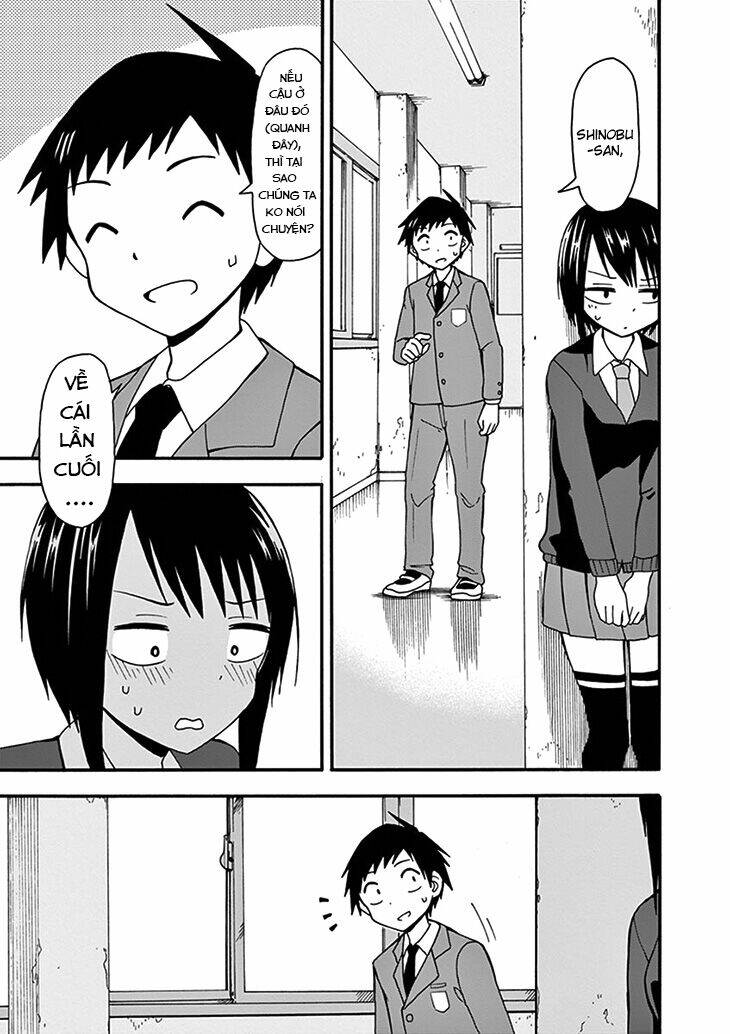 SHINOBU
-SAN,
NẾU
CẬU Ở
ĐÂU ĐÓ
(QUANH
ĐÂY),
THÌ TẠI
SAO
CHÚNG TA
KO NÓI
CHUYỆN?
VỀ
CÁI
LẦN
CUỐI
....